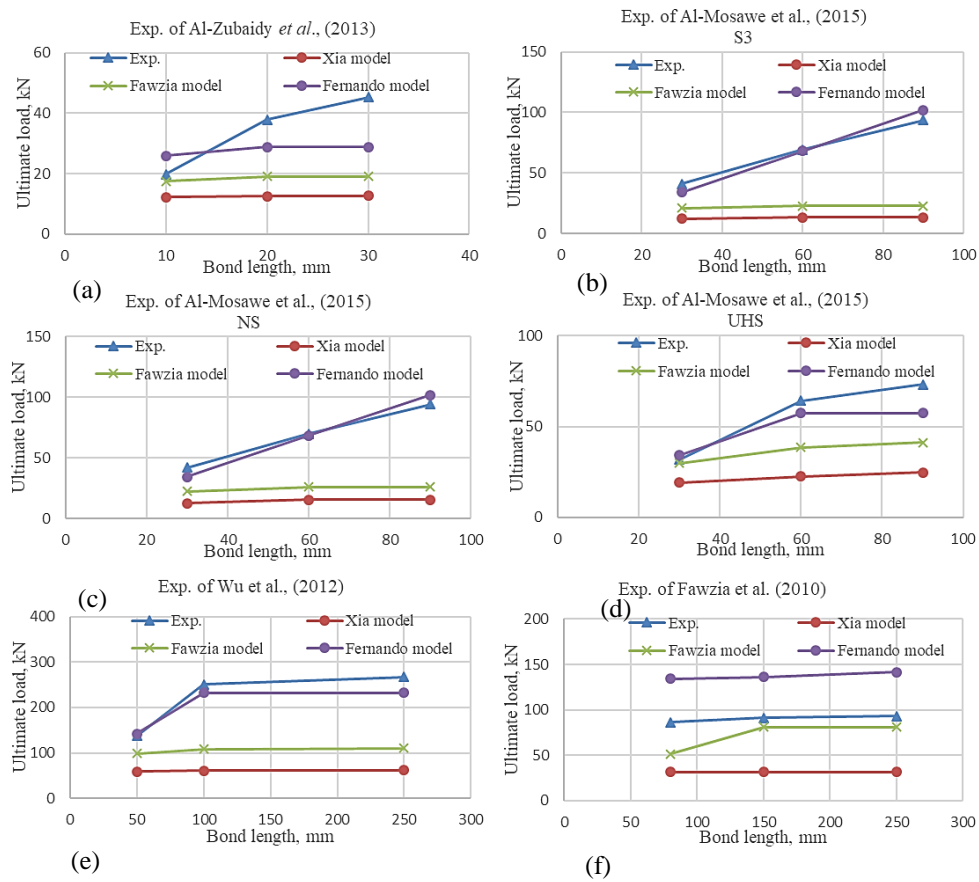 Exp. of Al-Zubaidy et al., (2013)
Ultimate load, kN
60
40
20
0
Exp.
Xia model
Fawzia model
Fernando model
0 10 20 30 40
Bond length, mm
(a)
Exp. of Al-Mosawe et al., (2015)
S3
Ultimate load, kN
150
100
50
0
Exp.
Xia model
Fawzia model
Fernando model
0 20 40 60 80 100
Bond length, mm
(b)
Exp. of Al-Mosawe et al., (2015)
NS
Ultimate load, kN
150
100
50
0
Exp.
Xia model
Fawzia model
Fernando model
0 20 40 60 80 100
Bond length, mm
(c)
Exp. of Al-Mosawe et al., (2015)
UHS
Ultimate load, kN
100
50
0
Exp.
Xia model
Fawzia model
Fernando model
0 20 40 60 80 100
Bond length, mm
(d)
Exp. of Wu et al., (2012)
Ultimate load, kN
400
300
200
100
0
Exp.
Xia model
Fawzia model
Fernando model
0 50 100 150 200 250 300
Bond length, mm
(e)
Exp. of Fawzia et al. (2010)
Ultimate load, kN
200
150
100
50
0
Exp.
Xia model
Fawzia model
Fernando model
0 50 100 150 200 250 300
Bond length, mm
(f)